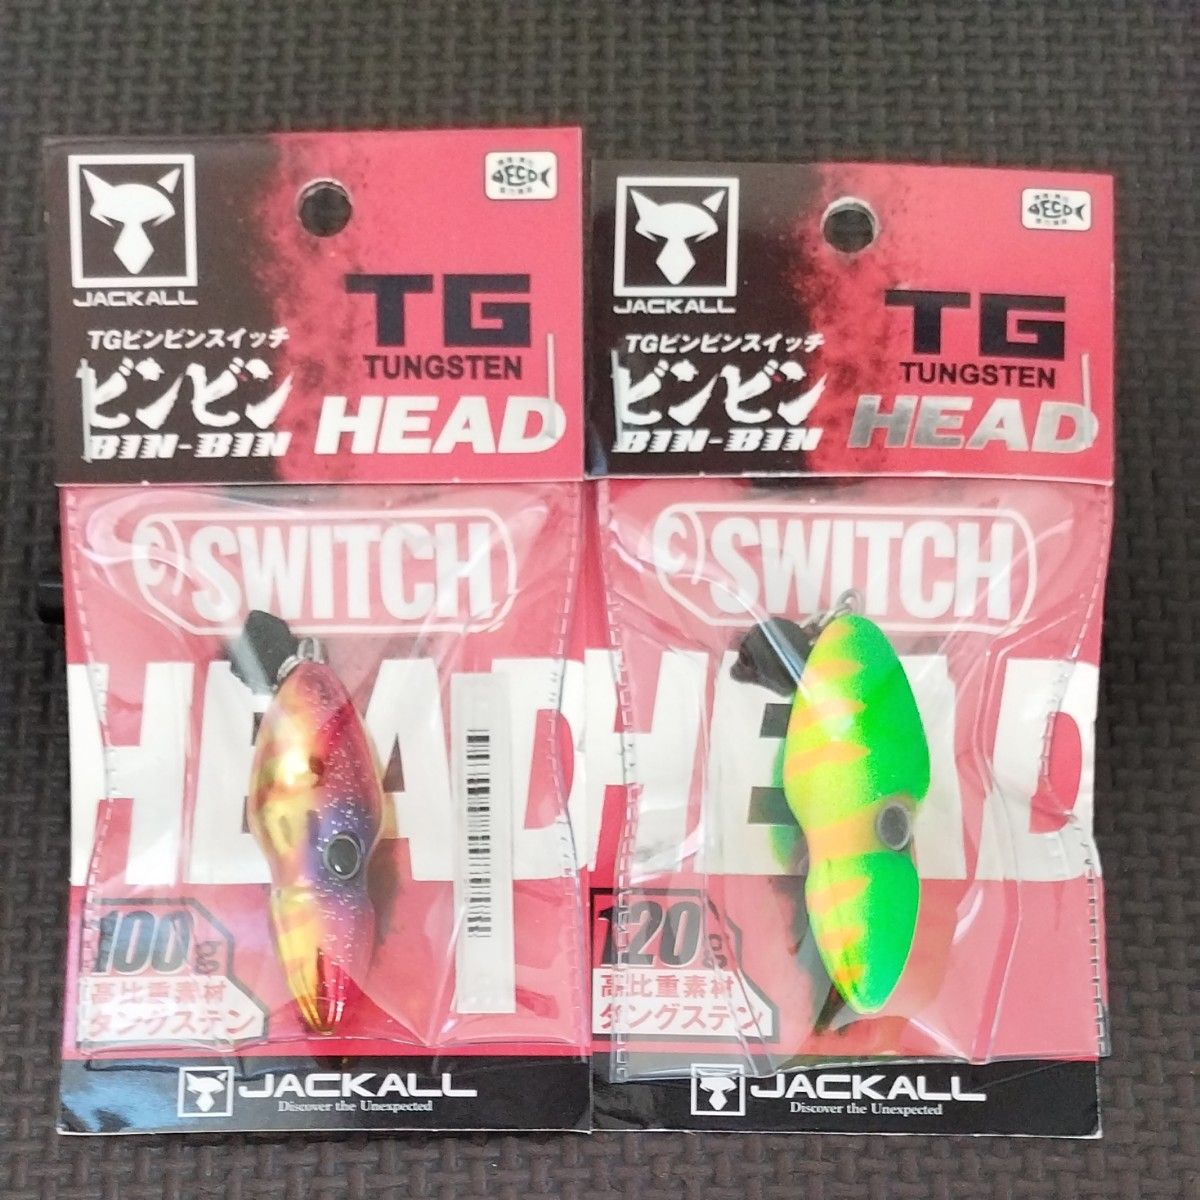 JACKALL
TGビンビンスイッチ
ビンビン
BIN-BIN
TG
TUNGSTEN
HEAD
ECO
SWITCH
HEAD
100g
高比重素材
タングステン
JACKALL
Discover the Unexpected
JACKALL
TGビンビンスイッチ
ビンビン
BIN-BIN
TG
TUNGSTEN
HEAD
ECO
SWITCH
HEAD
120g
高比重素材
タングステン
JACKALL
Discover the Unexpected